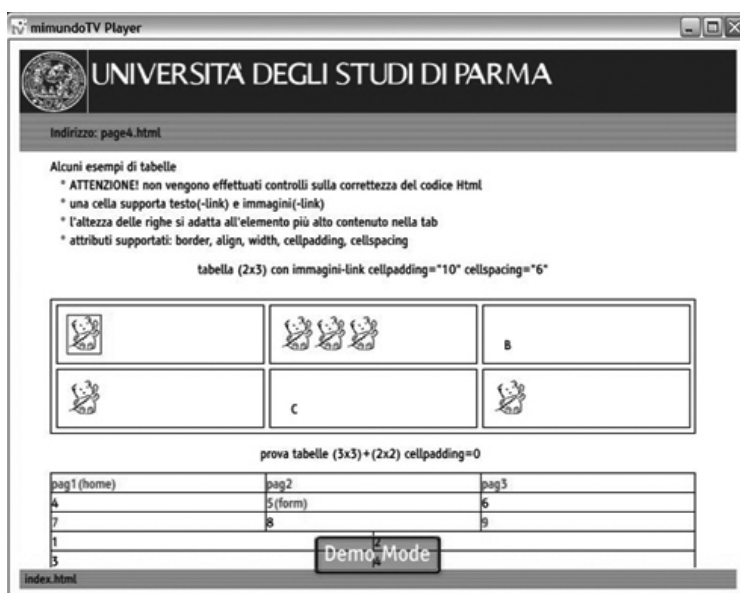 mimundoTV Player
UNIVERSITÀ DEGLI STUDI DI PARMA
Indirizzo: page4.html
Alcuni esempi di tabelle
* ATTENZIONE! non vengono effettuati controlli sulla correttezza del codice Html
* una cella supporta testo(-link) e immagini(-link)
* l'altezza delle righe si adatta all'elemento più alto contenuto nella tab
* attributi supportati: border, align, width, cellpadding, cellspacing
tabella (2x3) con immagini-link cellpadding="10" cellspacing="6"
B
C
prova tabelle (3x3)+(2x2) cellpadding=0
pag1(home) pag2 pag3
4 5(form) 6
7 8 9
1 2
3
Demo Mode
index.html